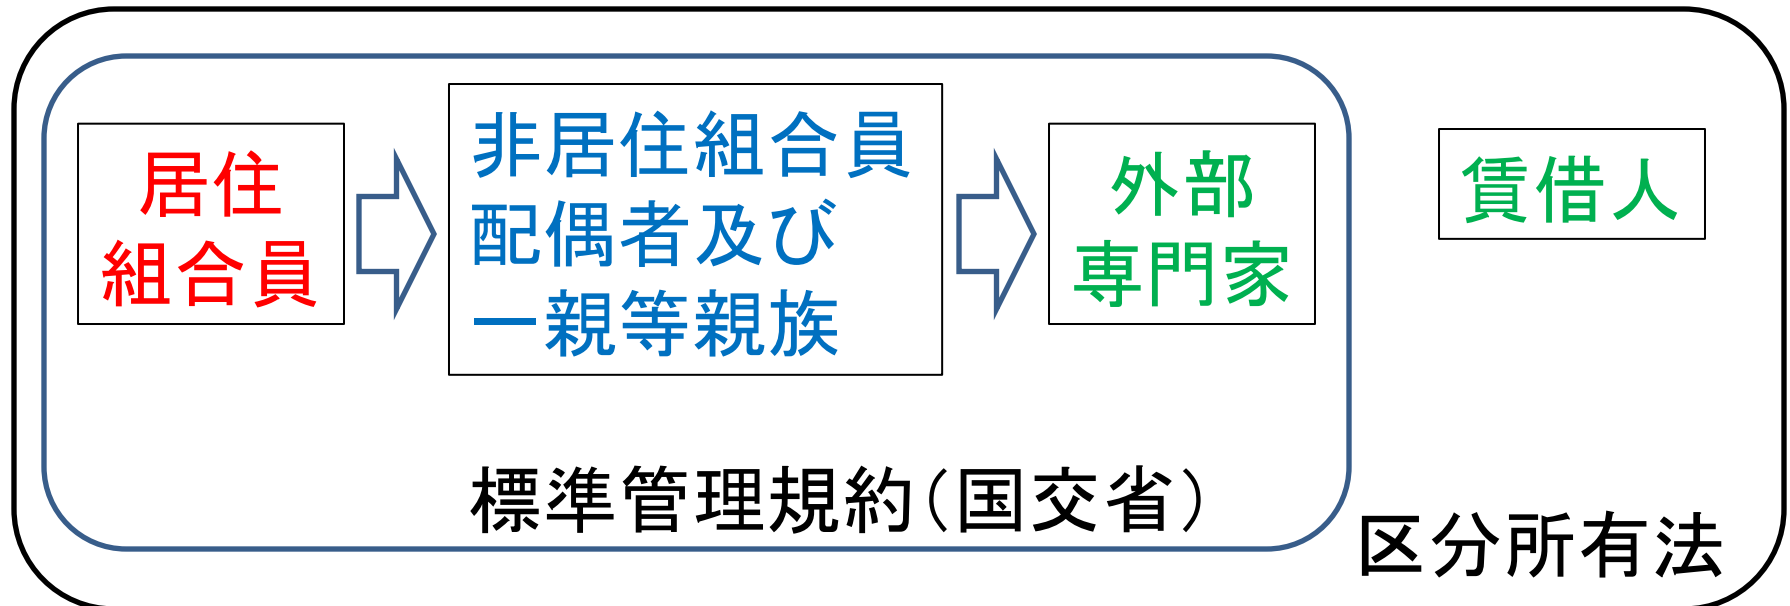 居住
組合員
非居住組合員
配偶者及び
一親等親族
外部
専門家
賃借人
標準管理規約(国交省)
区分所有法